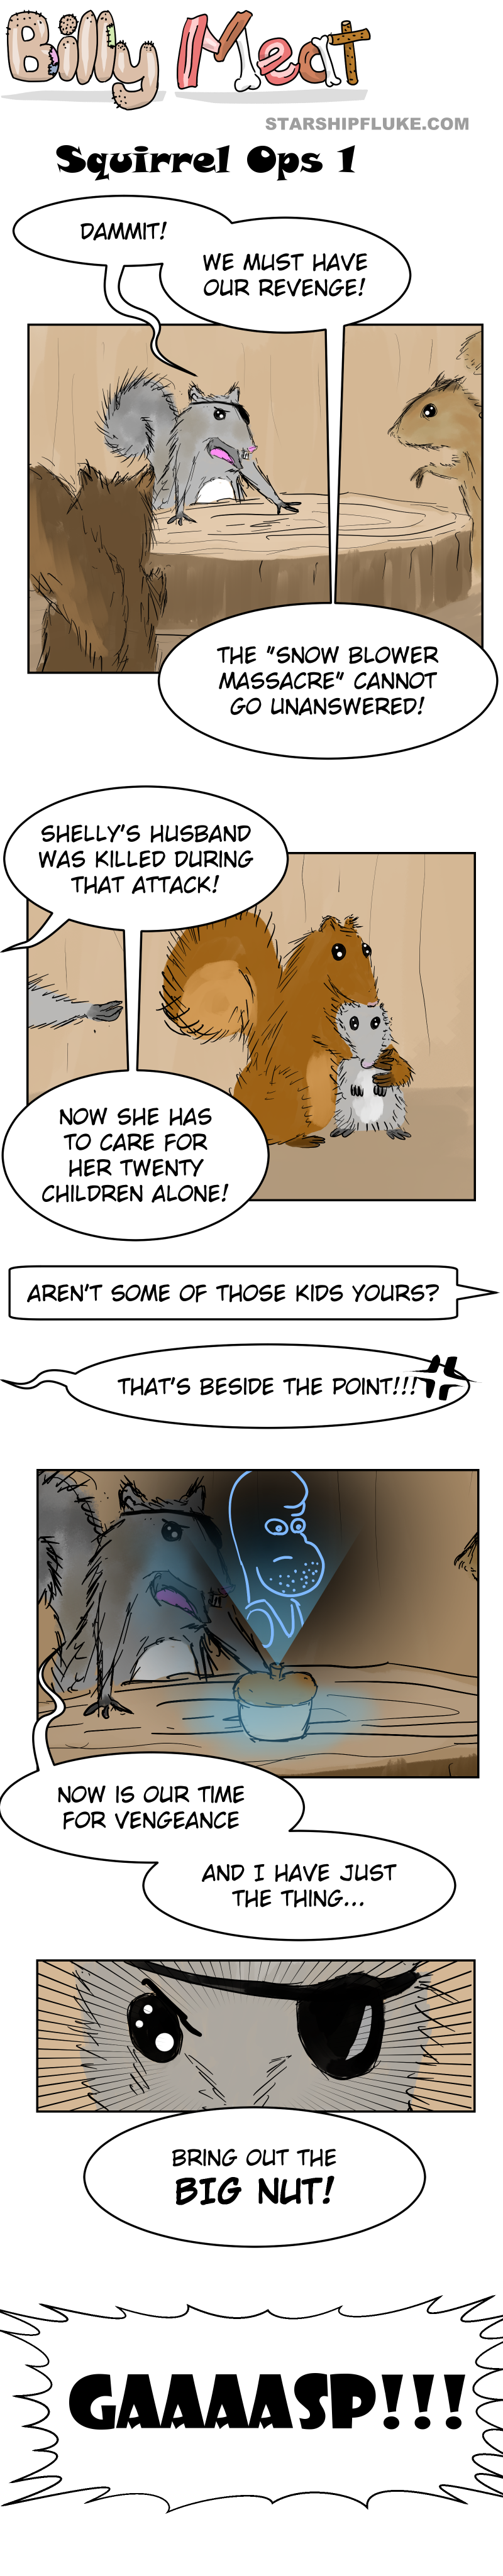 Billy Meat
STARSHIPFLUKE.COM
Squirrel Ops 1
DAMMIT!
WE MUST HAVE
OUR REVENGE!
THE "SNOW BLOWER
MASSACRE" CANNOT
GO UNANSWERED!
SHELLY'S HUSBAND
WAS KILLED DURING
THAT ATTACK!
NOW SHE HAS
TO CARE FOR
HER TWENTY
CHILDREN ALONE!
AREN'T SOME OF THOSE KIDS YOURS?
THAT'S BESIDE THE POINT!!!
NOW IS OUR TIME
FOR VENGEANCE
AND I HAVE JUST
THE THING...
BRING OUT THE
BIG NUT!
GAAAASP!!!